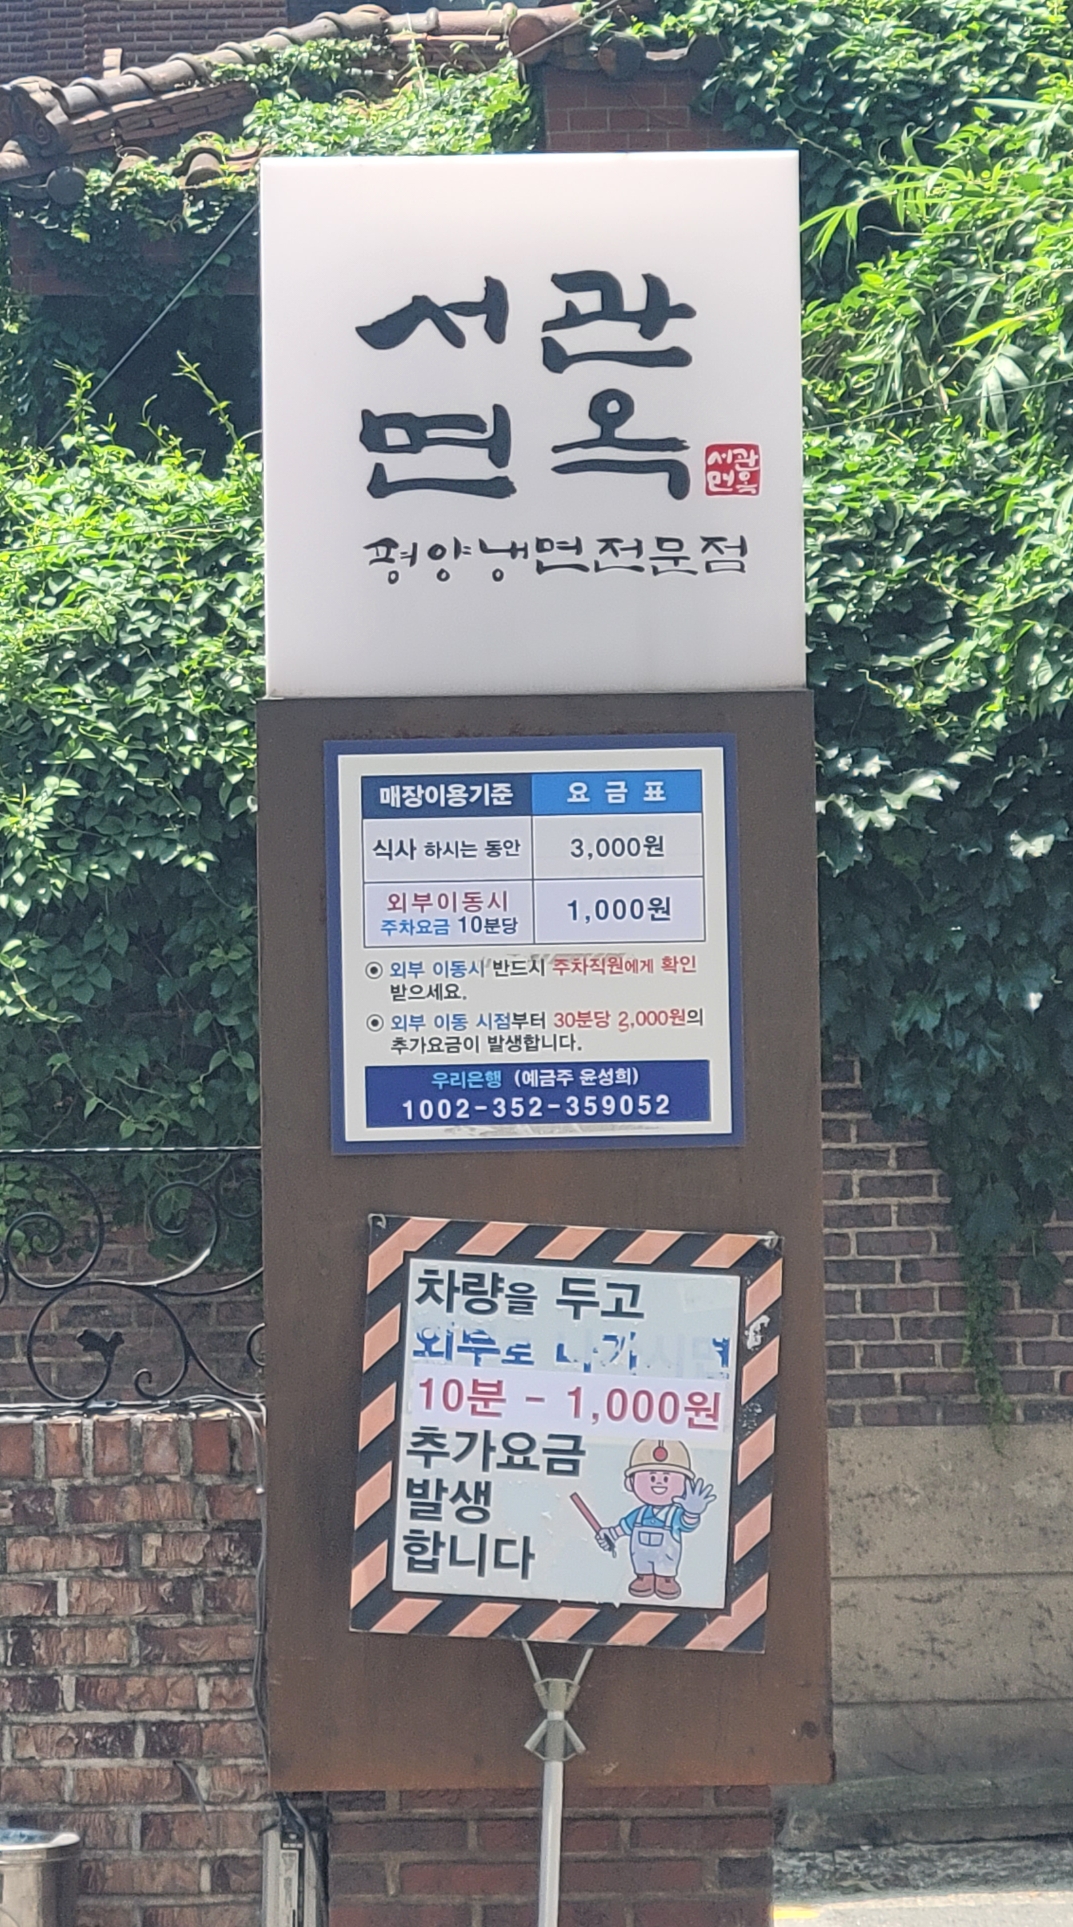 서관
면옥
서관
면옥
평양냉면전문점
매장이용기준 요금표
식사 하시는 동안 3,000원
외부이동시
주차요금 10분당 1,000원
외부 이동시 반드시 주차직원에게 확인
받으세요.
외부 이동 시점부터 30분당 2,000원의
추가요금이 발생합니다.
우리은행 (예금주 윤성희)
1002-352-359052
차량을 두고
외부로 나가시면
10분 - 1,000원
추가요금
발생
합니다